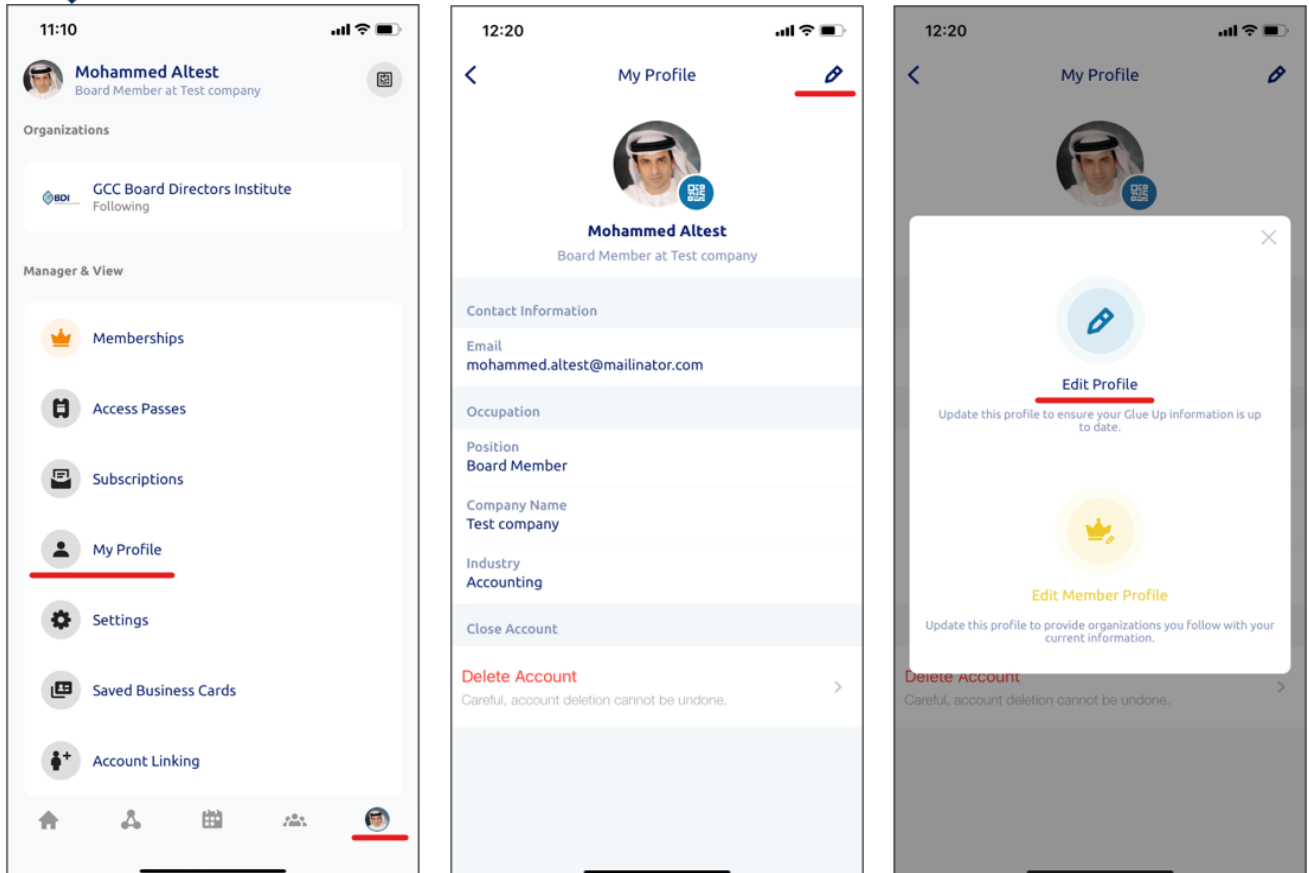 11:10
Mohammed Altest
Board Member at Test company
Organizations
BDI
GCC Board Directors Institute
Following
Manager & View
Memberships
Access Passes
Subscriptions
My Profile
Settings
Saved Business Cards
Account Linking
12:20
My Profile
Mohammed Altest
Board Member at Test company
Contact Information
Email
mohammed.altest@mailinator.com
Occupation
Position
Board Member
Company Name
Test company
Industry
Accounting
Close Account
Delete Account
Careful, account deletion cannot be undone.
12:20
My Profile
Edit Profile
Update this profile to ensure your Glue Up information is up
to date.
Edit Member Profile
Update this profile to provide organizations you follow with your
current information.
Delete Account
Careful, account deletion cannot be undone.